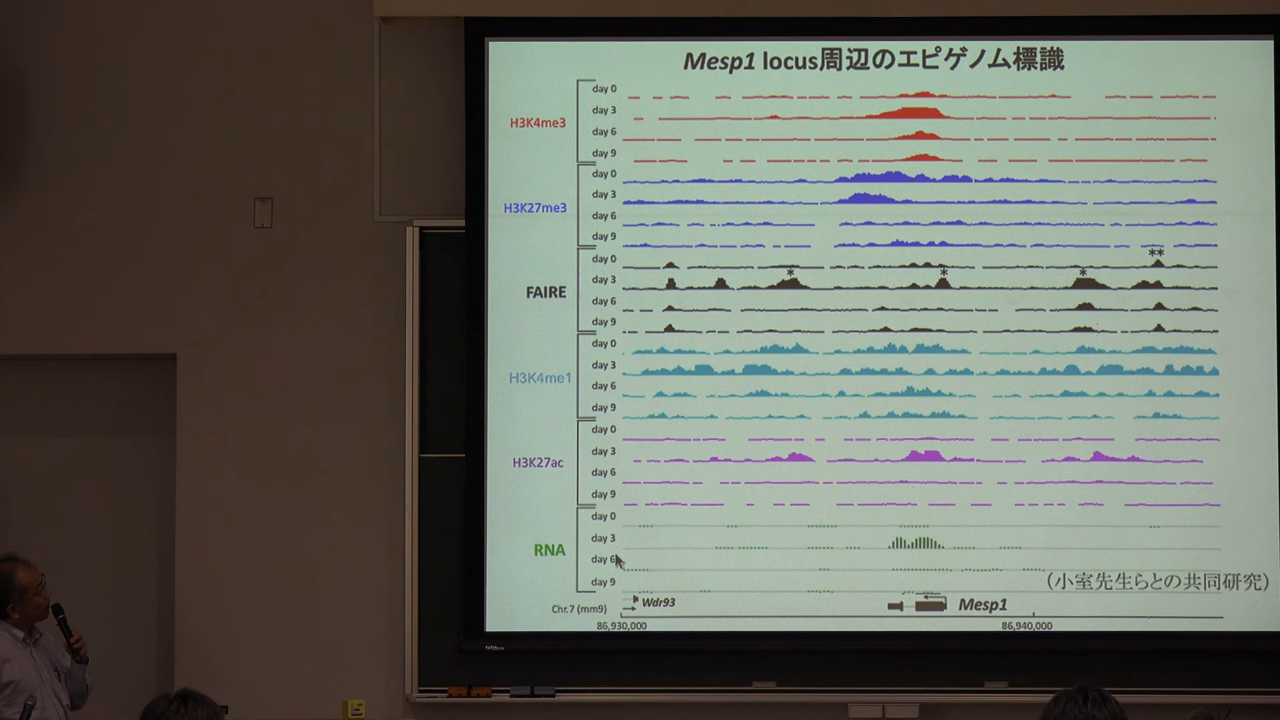 Mesp1 locus周辺のエピゲノム標識
H3K4me3
day 0
day 3
day 6
day 9
H3K27me3
day 0
day 3
day 6
day 9
FAIRE
day 0
day 3
day 6
day 9
*
*
*
**
H3K4me1
day 0
day 3
day 6
day 9
H3K27ac
day 0
day 3
day 6
day 9
RNA
day 0
day 3
day 6
day 9
(小室先生らとの共同研究)
Chr.7 (mm9)
Wdr93
Mesp1
86,930,000
86,940,000